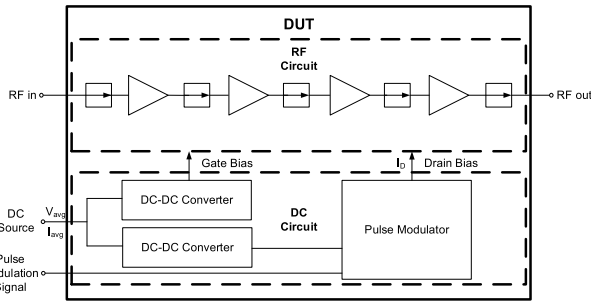 DUT
RF
Circuit
RF in
RF out
Gate Bias
ID
Drain Bias
DC
Source
Vavg
Iavg
DC-DC Converter
DC-DC Converter
DC
Circuit
Pulse Modulator
Pulse
dulation
Signal